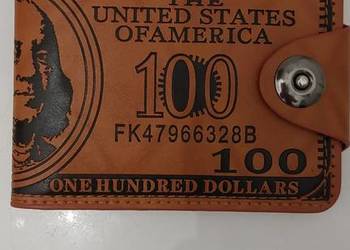 THE
UNITED STATES
OFAMERICA
100
FK47966328B
100
ONE HUNDRED DOLLARS